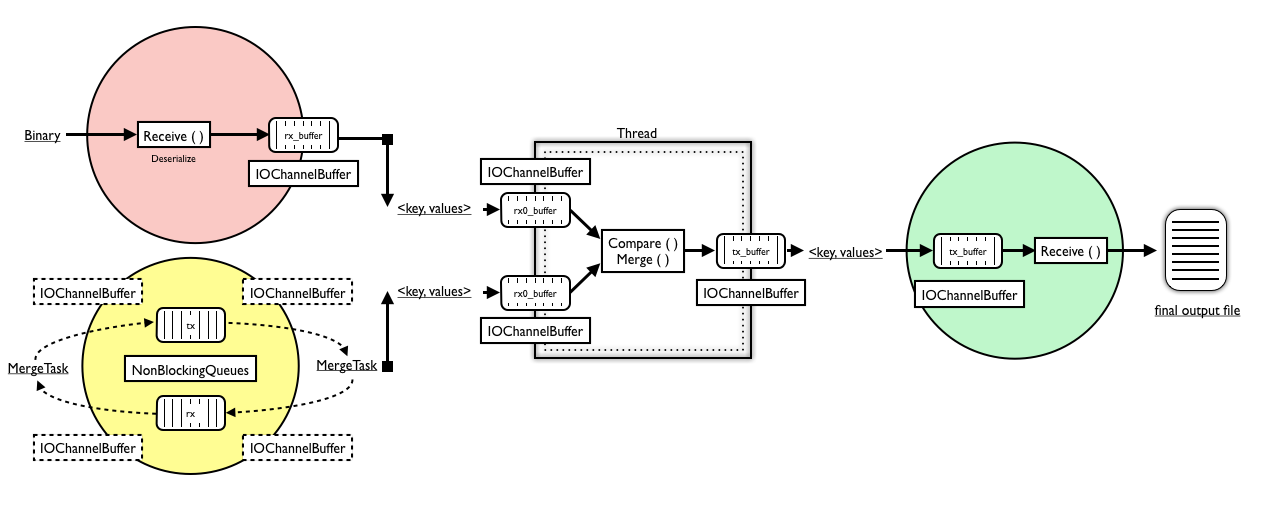 Binary
Receive ( )
Deserialize
rx_buffer
IOChannelBuffer
<key, values>
IOChannelBuffer
IOChannelBuffer
tx
MergeTask
NonBlockingQueues
MergeTask
rx
IOChannelBuffer
IOChannelBuffer
<key, values>
Thread
IOChannelBuffer
rx0_buffer
Compare ( )
Merge ( )
rx0_buffer
IOChannelBuffer
tx_buffer
IOChannelBuffer
<key, values>
tx_buffer
IOChannelBuffer
Receive ( )
final output file